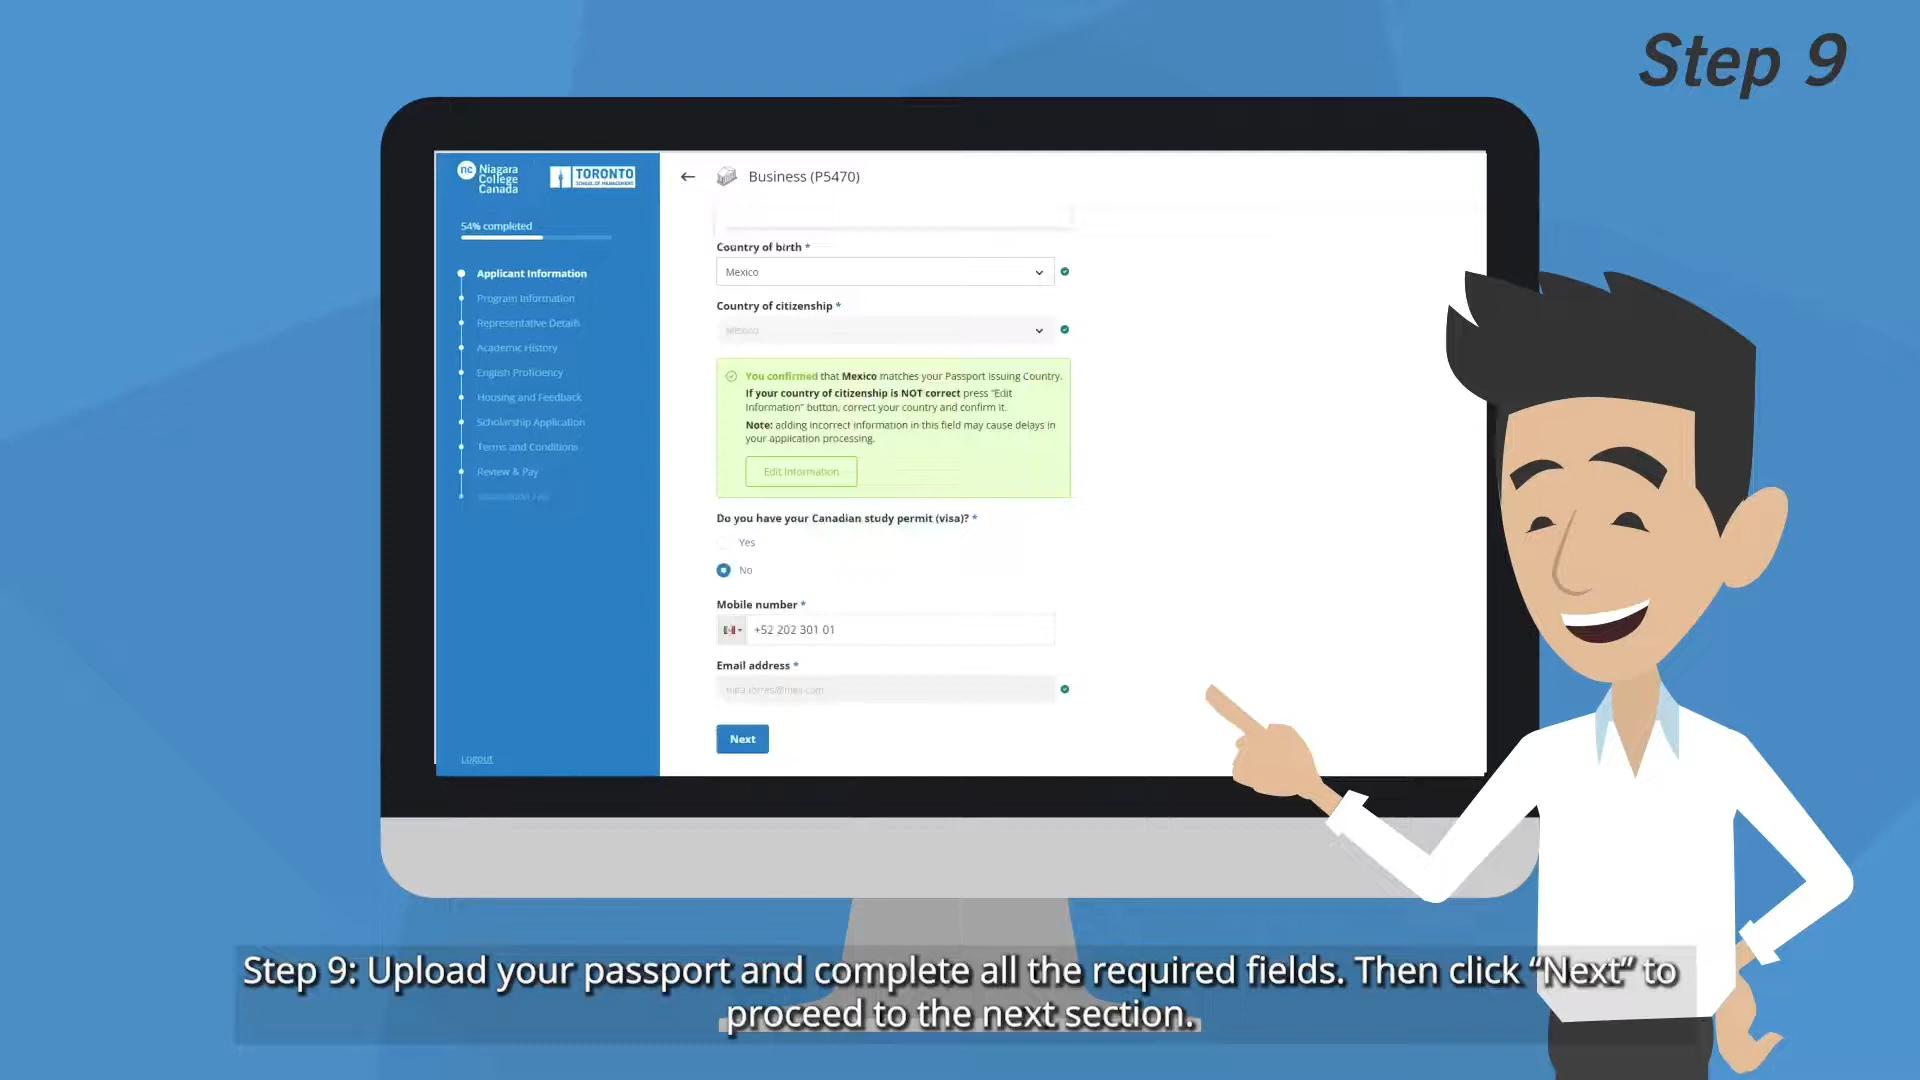 Step 9
nc Niagara College Canada
TORONTO
SCHOOL OF MANAGEMENT
Business (P5470)
54% completed
Applicant Information
Program Information
Representative Details
Academic History
English Proficiency
Housing and Feedback
Scholarship Application
Terms and Conditions
Review & Pay
Logout
Country of birth *
Mexico
Country of citizenship *
Mexico
You confirmed that Mexico matches your Passport Issuing Country.
If your country of citizenship is NOT correct press "Edit
Information" button, correct your country and confirm it.
Note: adding incorrect information in this field may cause delays in
your application processing.
Edit Information
Do you have your Canadian study permit (visa)? *
Yes
No
Mobile number *
+52 202 301 01
Email address *
Next
Step 9: Upload your passport and complete all the required fields. Then click “Next” to
proceed to the next section.